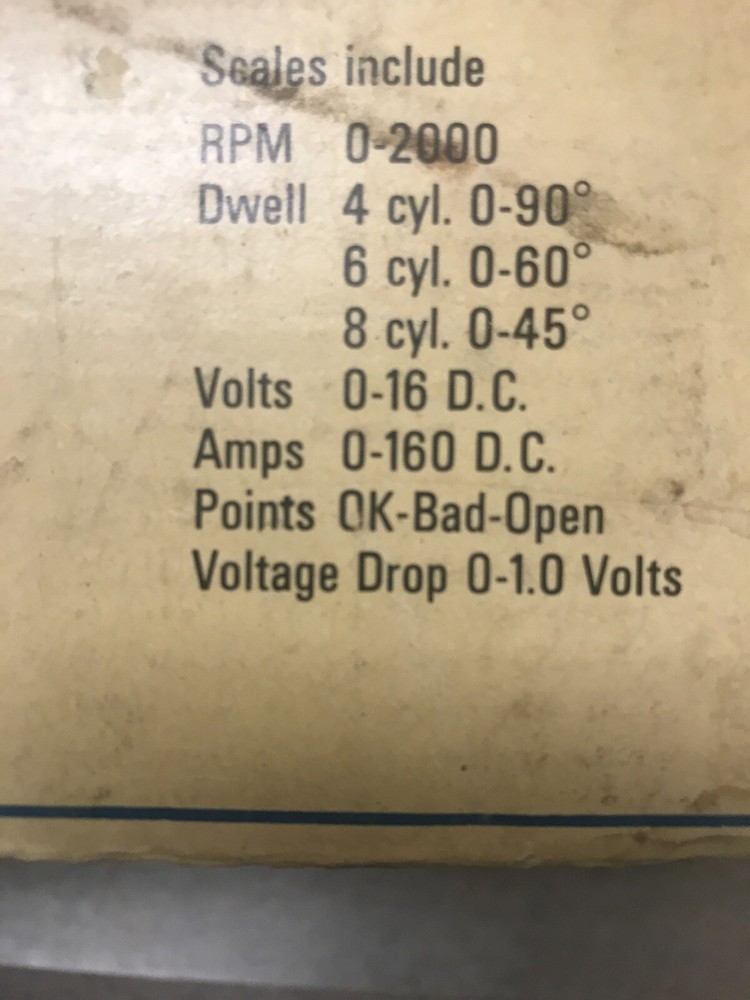 Scales include
RPM 0-2000
Dwell 4 cyl. 0-90°
6 cyl. 0-60°
8 cyl. 0-45°
Volts 0-16 D.C.
Amps 0-160 D.C.
Points OK-Bad-Open
Voltage Drop 0-1.0 Volts